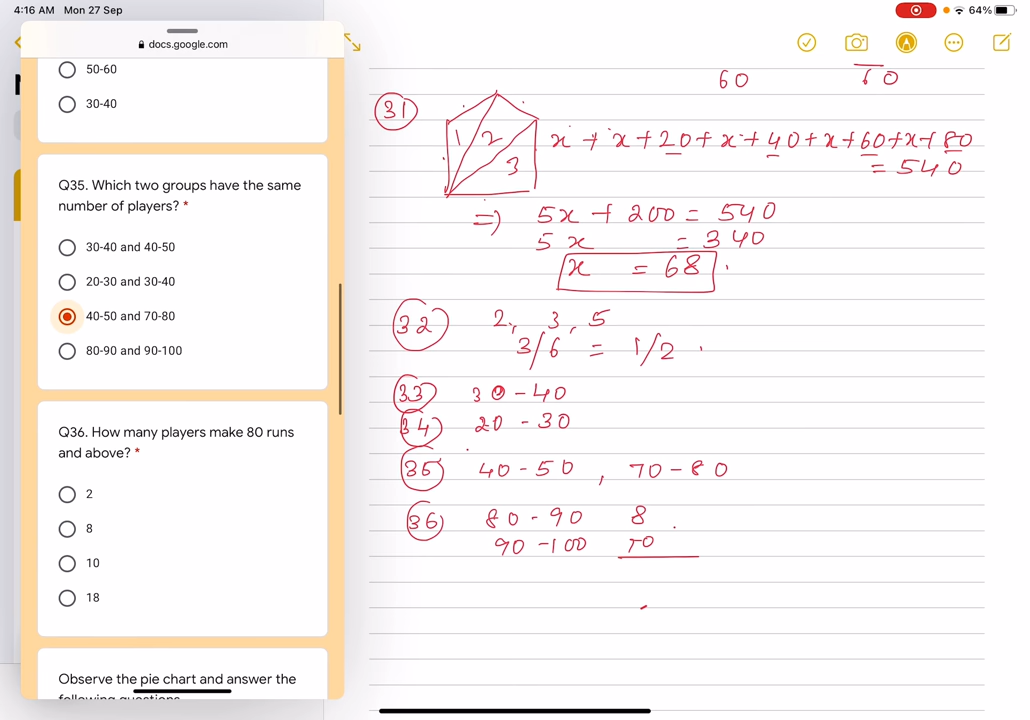 4:16 AM Mon 27 Sep
64%
docs.google.com
50-60
30-40
Q35. Which two groups have the same
number of players? *
30-40 and 40-50
20-30 and 30-40
40-50 and 70-80
80-90 and 90-100
Q36. How many players make 80 runs
and above? *
2
8
10
18
Observe the pie chart and answer the
following questions
60 60
31 1 2 3 x + x + 20 + x + 40 + x + 60 + x + 80
= 540
=> 5x + 200 = 540
5x = 340
x = 68
32 2, 3, 5
3/6 = 1/2
33 30 - 40
34 20 - 30
35 40 - 50 , 70 - 80
36 80 - 90 8
90 - 100 10